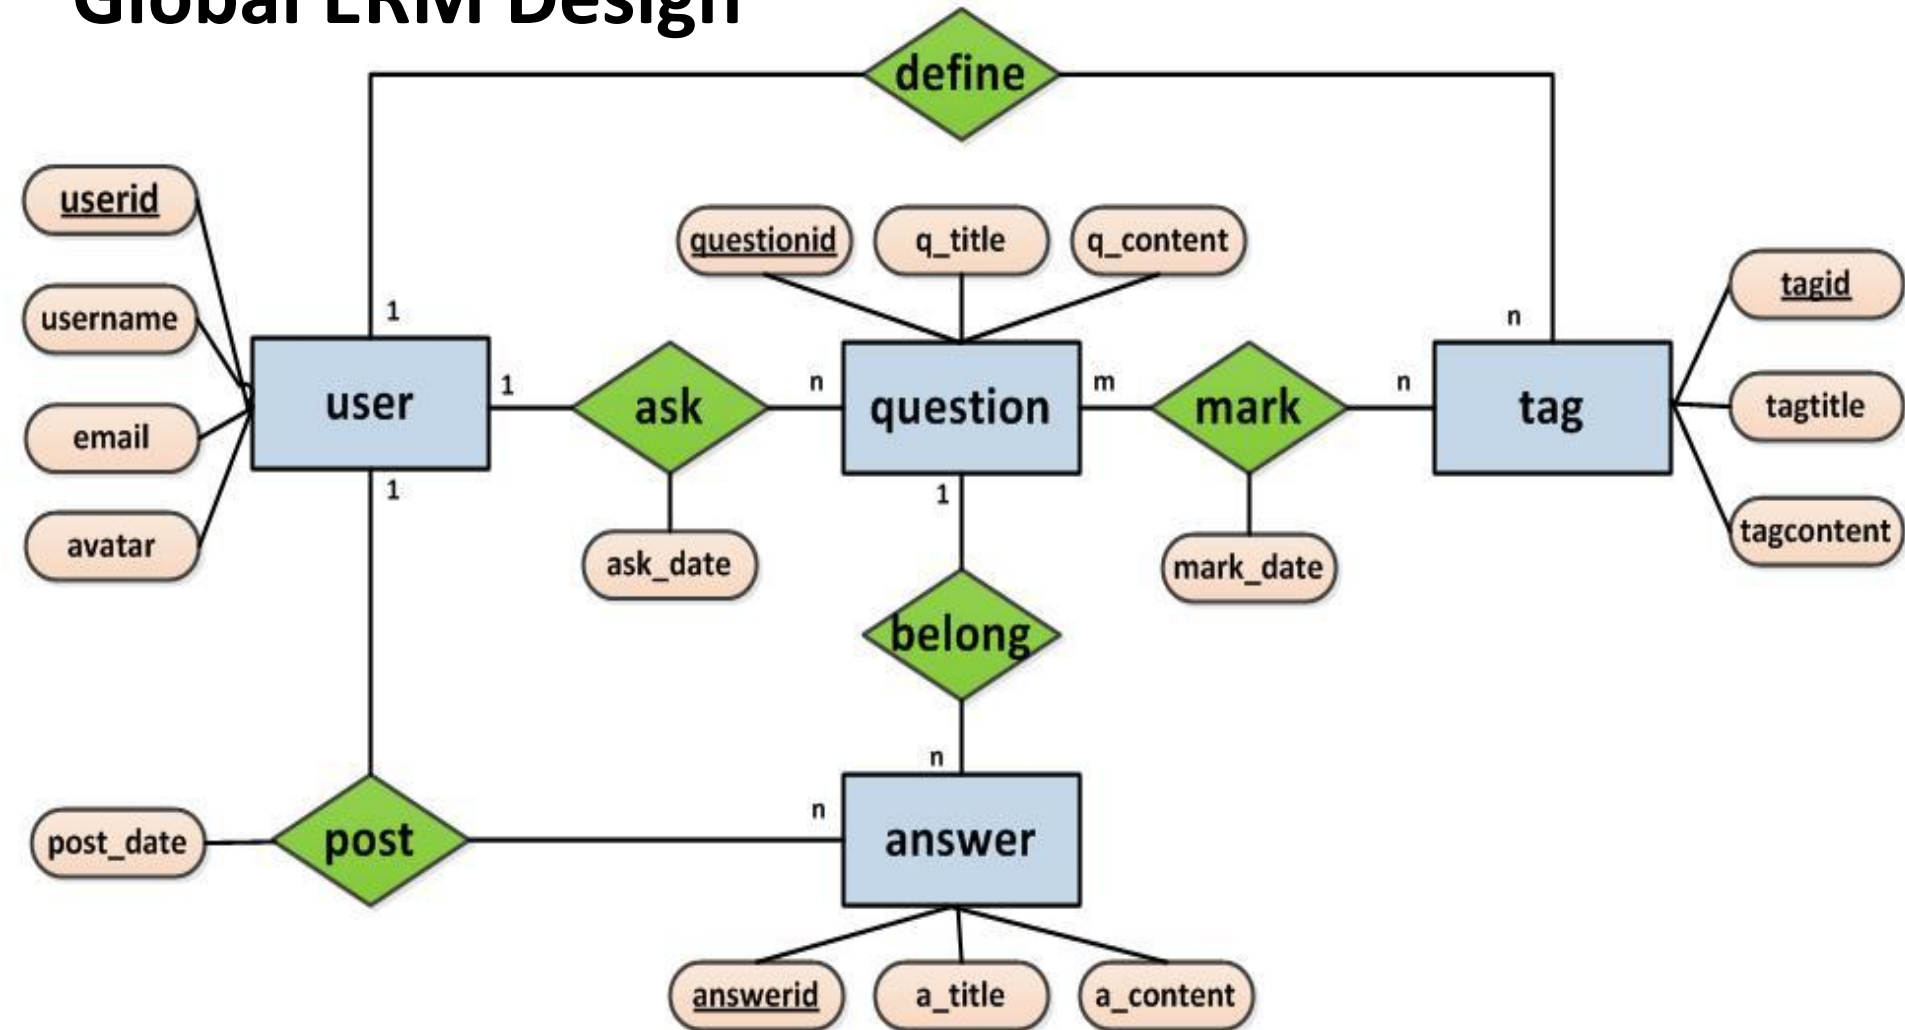 Global ERM Design
define
userid
questionid
q_title
q_content
tagid
username
1
n
user
1
ask
n
question
m
mark
n
tag
tagtitle
email
1
1
avatar
ask_date
mark_date
tagcontent
belong
n
post_date
post
n
answer
answerid
a_title
a_content